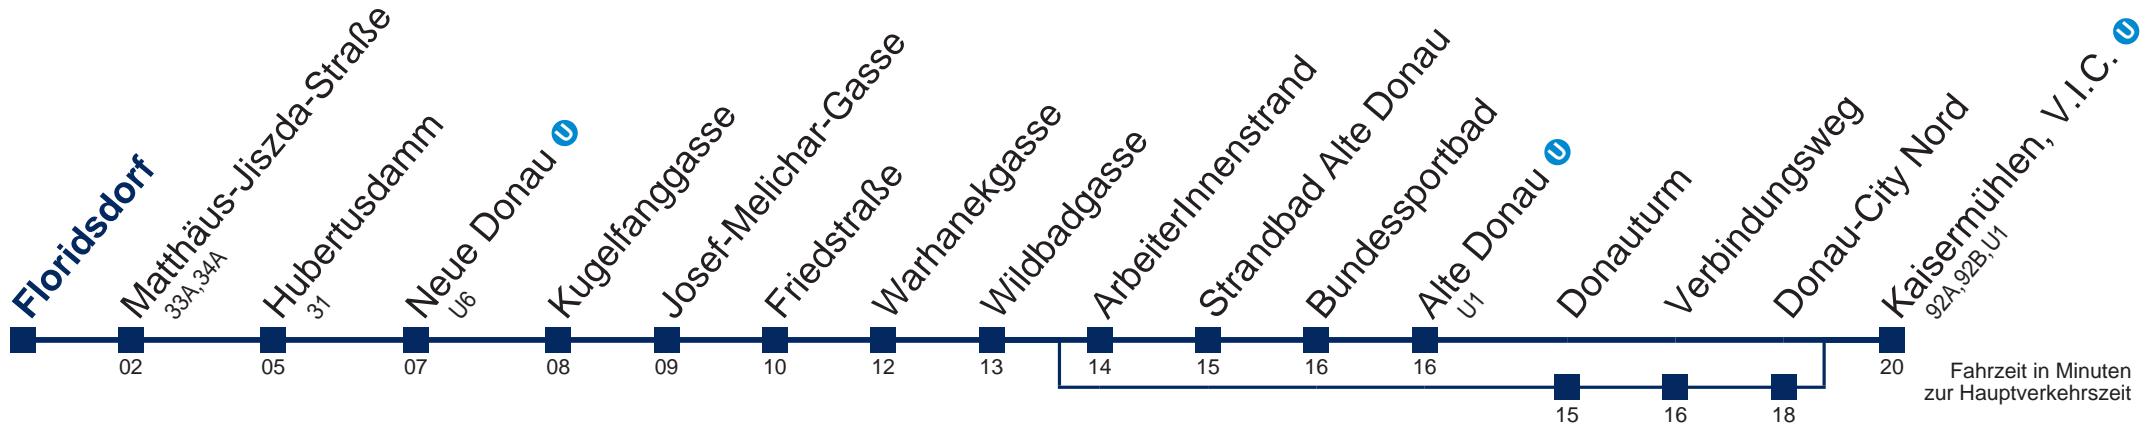 Floridsdorf
Matthäus-Jiszda-Straße
33A,34A
Hubertusdamm
31
Neue Donau U
U6
Kugelfanggasse
Josef-Melichar-Gasse
Friedstraße
Warhanekgasse
Wildbadgasse
ArbeiterInnenstrand
Strandbad Alte Donau
Bundessportbad
Alte Donau U
U1
Donauturm
Verbindungsweg
Donau-City Nord
Kaisermühlen, V.I.C. U
92A,92B,U1
02 05 07 08 09 10 12 13 14 15 16 16 20
15 16 18
Fahrzeit in Minuten
zur Hauptverkehrszeit